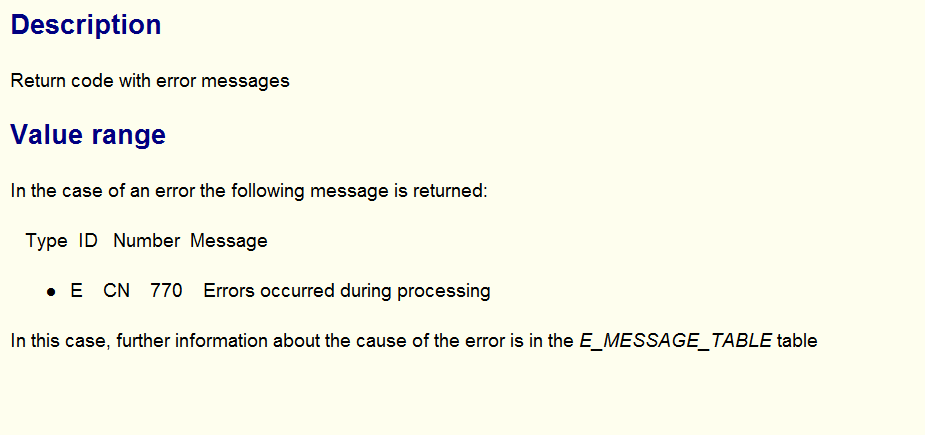 Description
Return code with error messages
Value range
In the case of an error the following message is returned:
Type ID Number Message
• E CN 770 Errors occurred during processing
In this case, further information about the cause of the error is in the E_MESSAGE_TABLE table